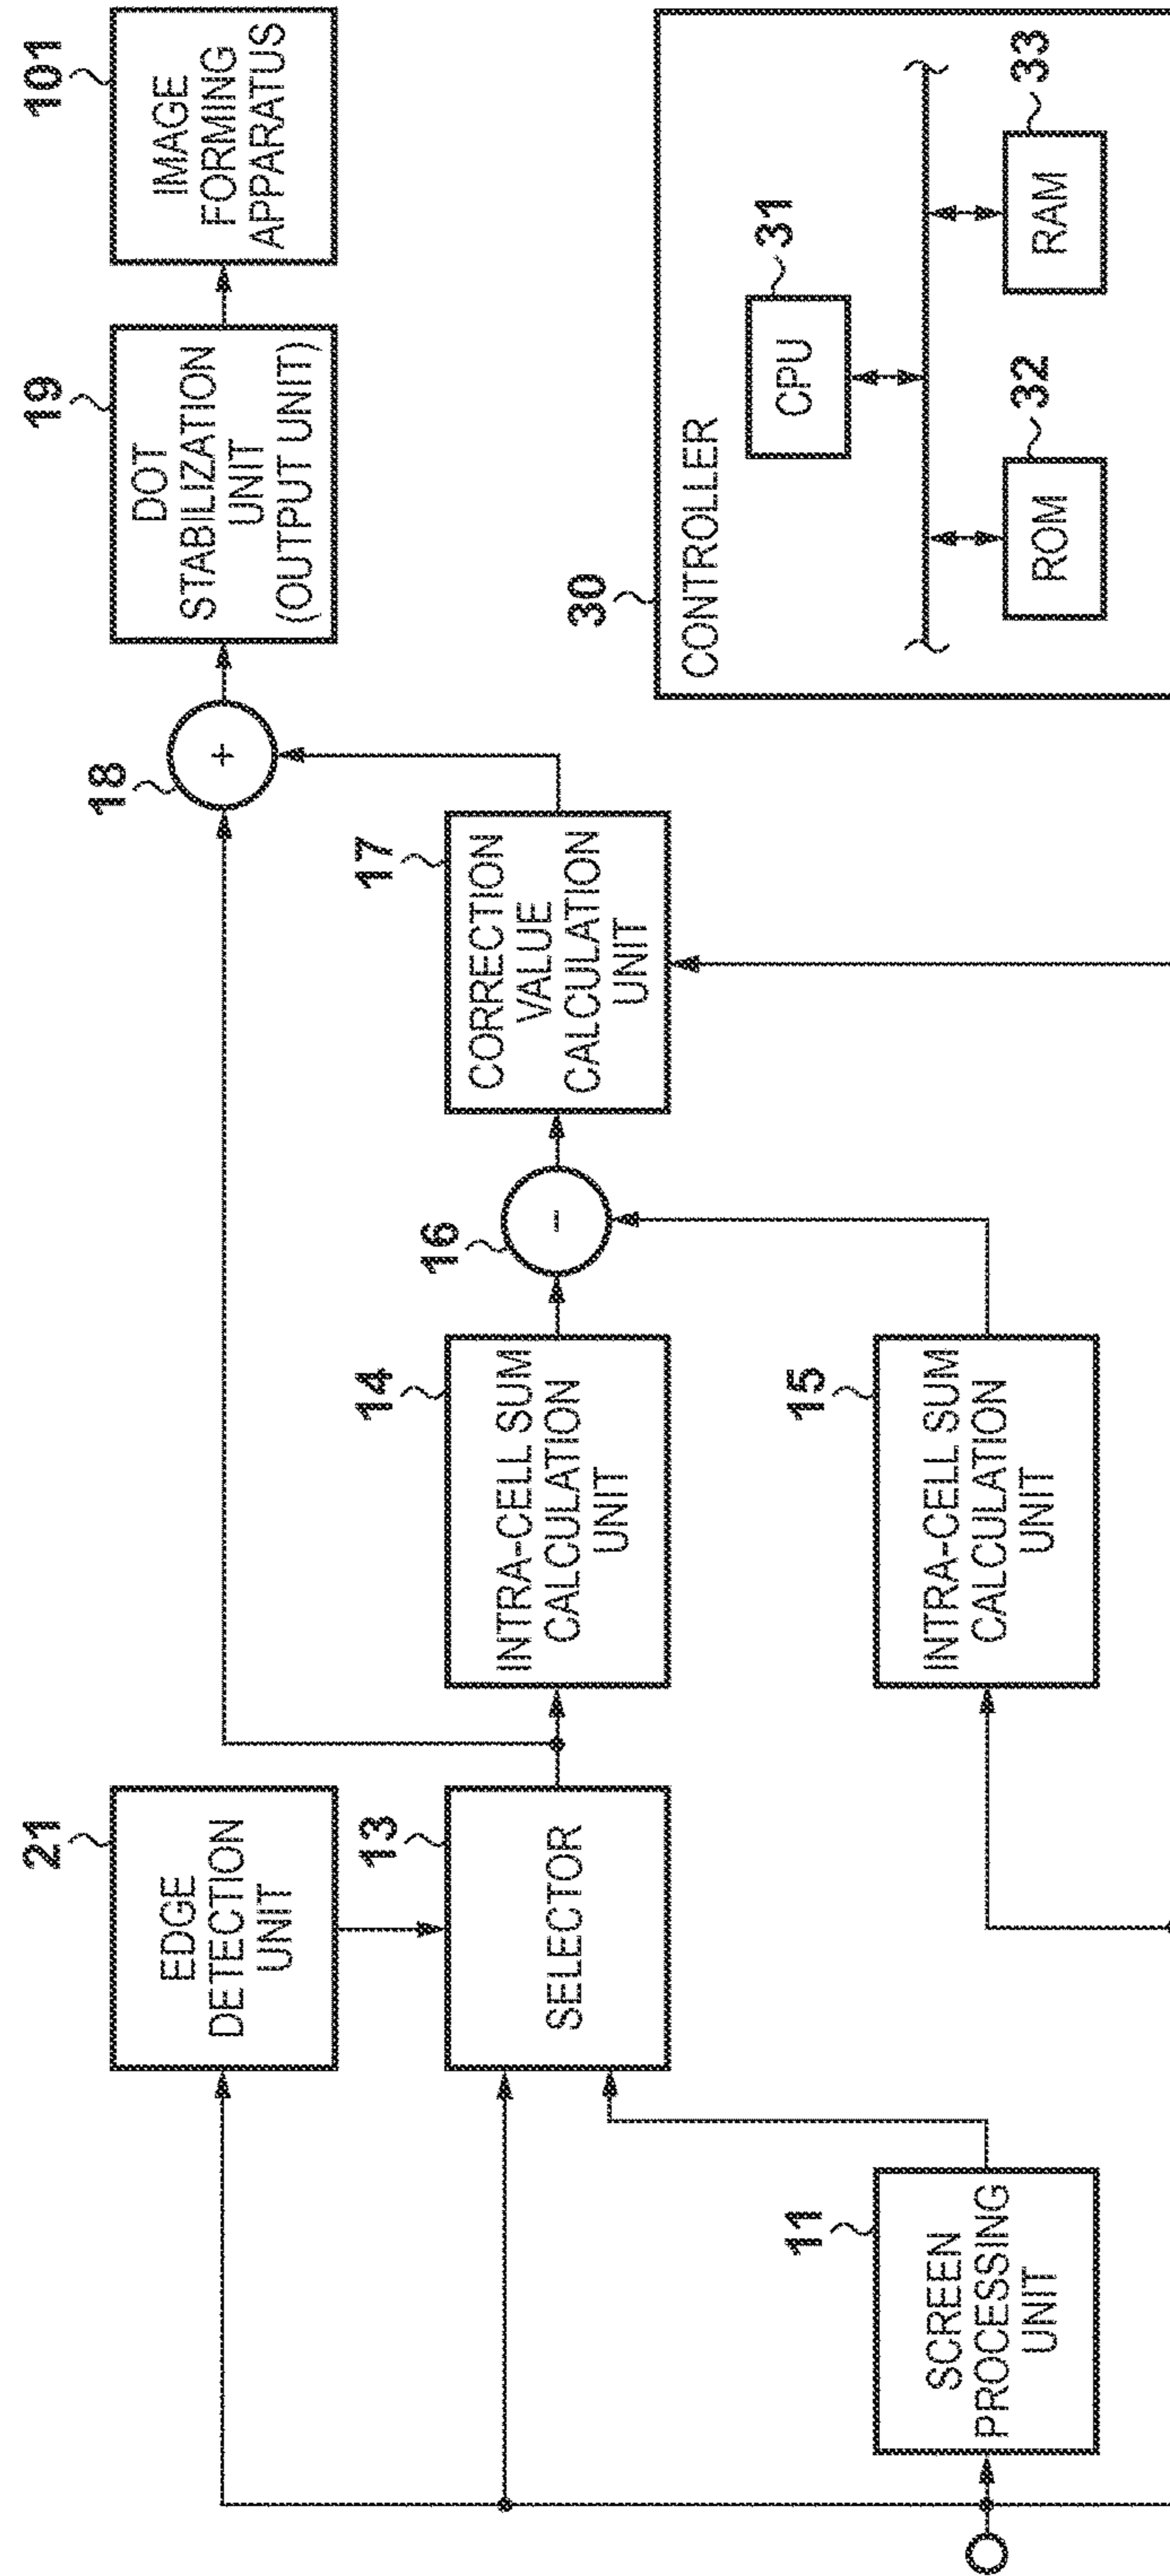 21
EDGE
DETECTION
UNIT
13
SELECTOR
11
SCREEN
PROCESSING
UNIT
14
INTRA-CELL SUM
CALCULATION
UNIT
15
INTRA-CELL SUM
CALCULATION
UNIT
16
-
17
CORRECTION
VALUE
CALCULATION
UNIT
18
+
19
DOT
STABILIZATION
UNIT
(OUTPUT UNIT)
101
IMAGE
FORMING
APPARATUS
30
CONTROLLER
31
CPU
32
ROM
33
RAM